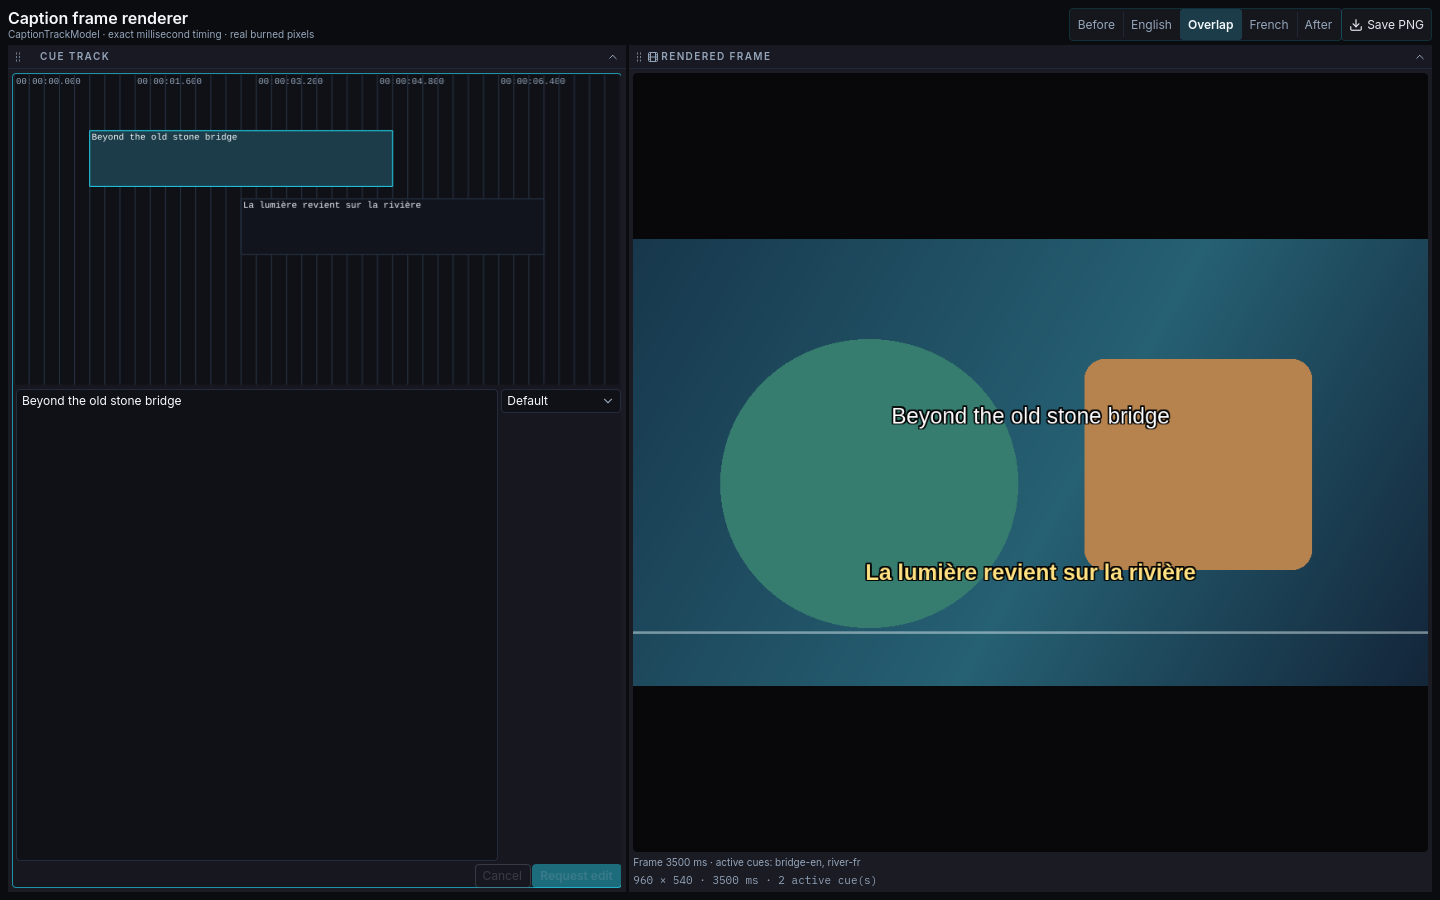 Caption frame renderer
CaptionTrackModel · exact millisecond timing · real burned pixels
Before
English
Overlap
French
After
Save PNG
CUE TRACK
00:00:00.000
00:00:01.600
00:00:03.200
00:00:04.800
00:00:06.400
Beyond the old stone bridge
La lumière revient sur la rivière
Beyond the old stone bridge
Default
Cancel
Request edit
RENDERED FRAME
Beyond the old stone bridge
La lumière revient sur la rivière
Frame 3500 ms · active cues: bridge-en, river-fr
960 × 540 · 3500 ms · 2 active cue(s)